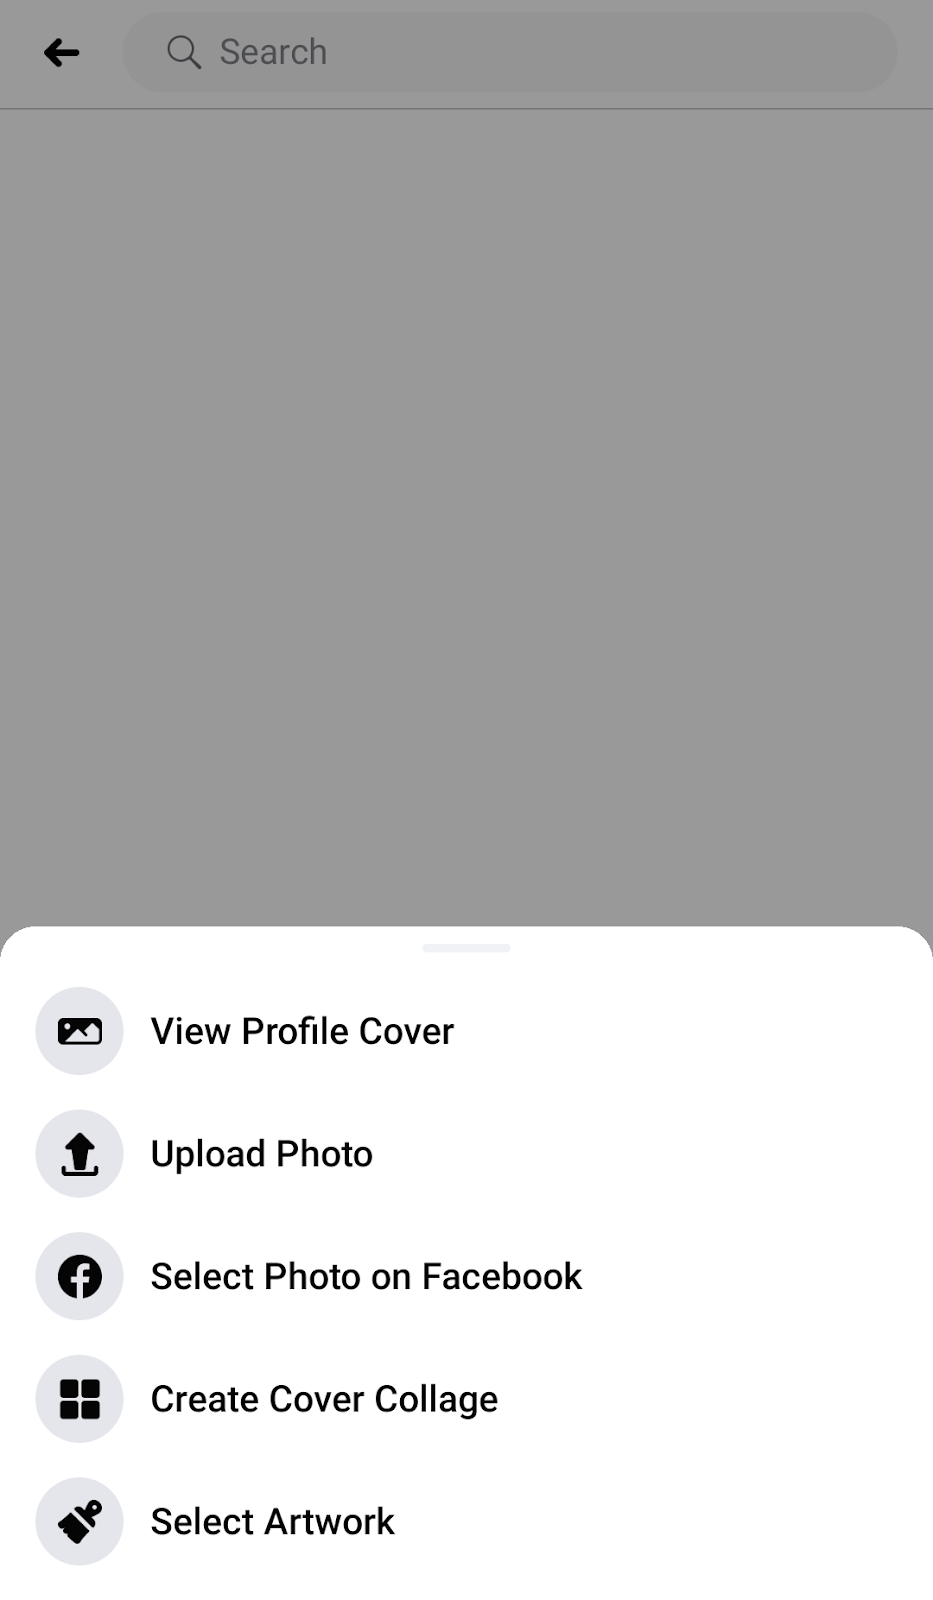 Search
View Profile Cover
Upload Photo
Select Photo on Facebook
Create Cover Collage
Select Artwork